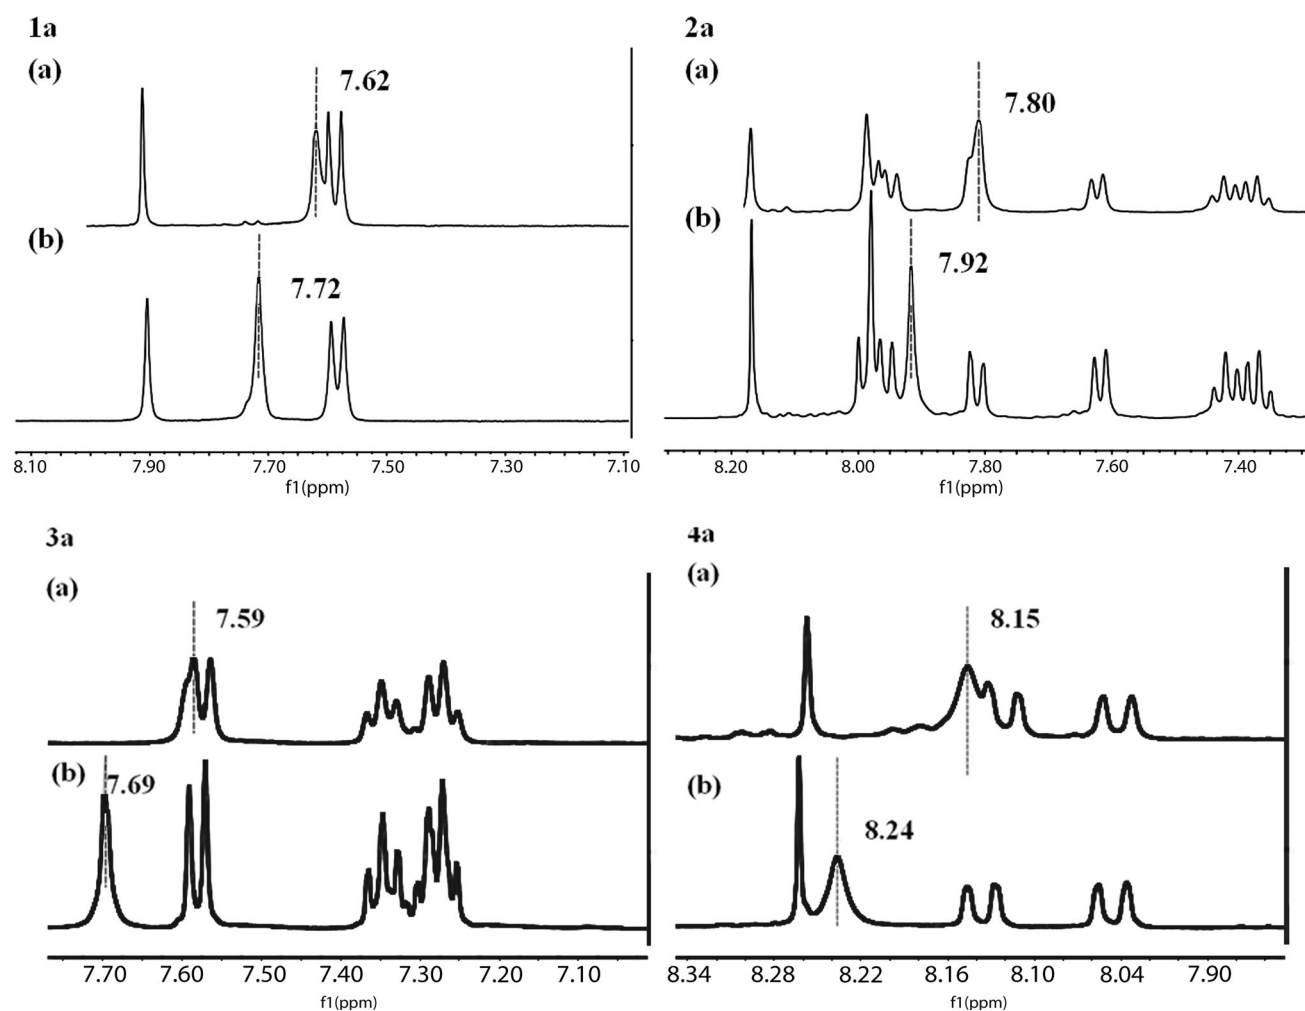 1a
(a)
7.62
(b)
7.72
8.10 7.90 7.70 7.50 7.30 7.10
f1(ppm)
2a
(a)
7.80
(b)
7.92
8.20 8.00 7.80 7.60 7.40
f1(ppm)
3a
(a)
7.59
(b)
7.69
7.70 7.60 7.50 7.40 7.30 7.20 7.10
f1(ppm)
4a
(a)
8.15
(b)
8.24
8.34 8.28 8.22 8.16 8.10 8.04 7.90
f1(ppm)